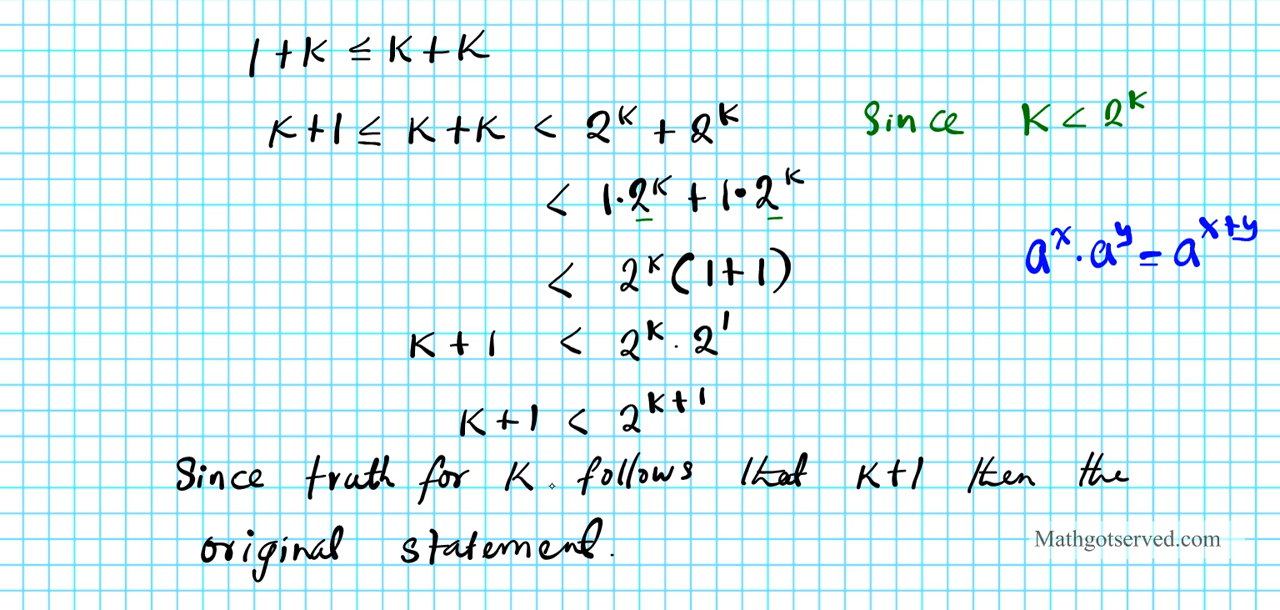 1 + K ≤ K + K
K + 1 ≤ K + K < 2^K + 2^K Since K < 2^K
< 1·2^K + 1·2^K
a^x · a^y = a^{x+y}
< 2^K (1 + 1)
K + 1 < 2^K · 2^1
K + 1 < 2^{K+1}
Since truth for K. follows that K+1 then the
original statement.
Mathgotserved.com